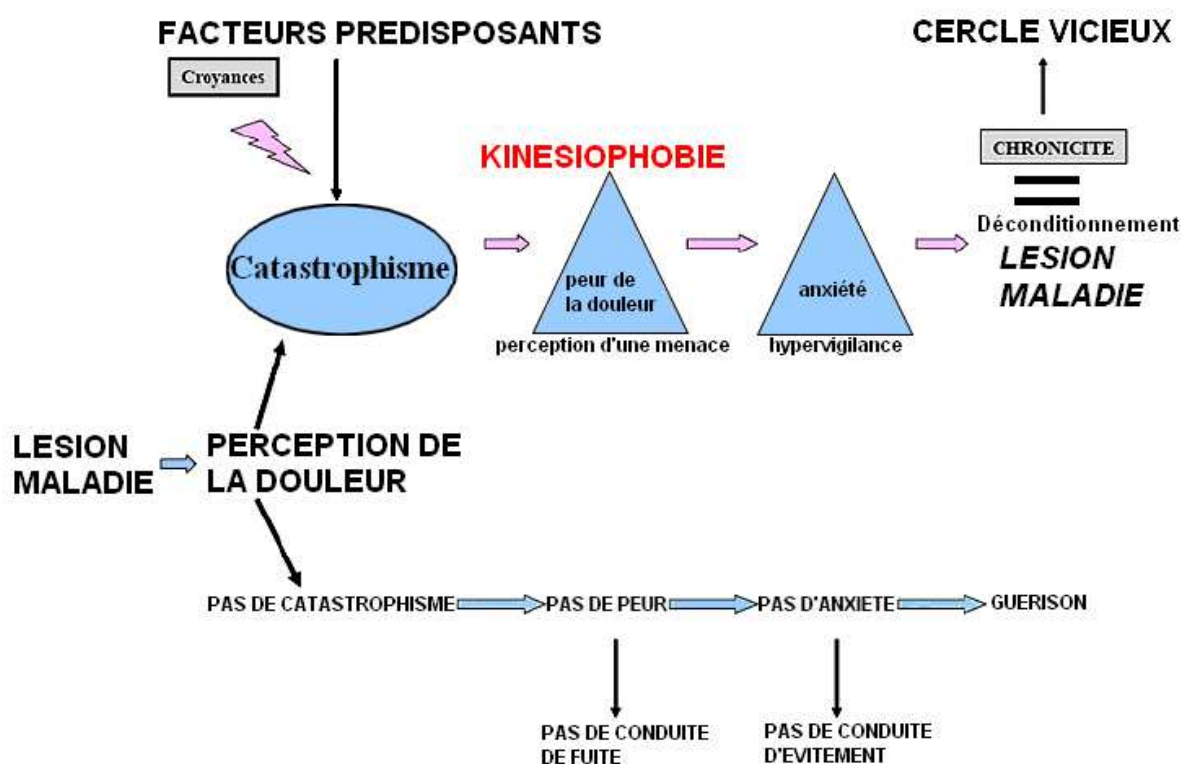 FACTEURS PREDISPOSANTS
Croyances
CERCLE VICIEUX
CHRONICITE
KINESIOPHOBIE
Catastrophisme
peur de
la douleur
perception d'une menace
anxiété
hypervigilance
Déconditionnement
LESION
MALADIE
LESION
MALADIE
PERCEPTION DE
LA DOULEUR
PAS DE CATASTROPHISME
PAS DE PEUR
PAS D'ANXIETE
GUERISON
PAS DE CONDUITE
DE FUITE
PAS DE CONDUITE
D'EVITEMENT